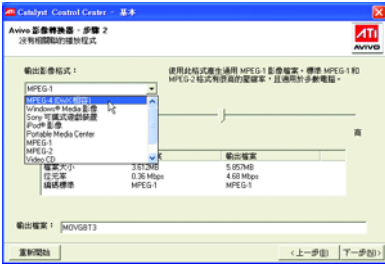 Catalyst Control Center - 基本
Avivo 影像轉換器 - 步驟 2
沒有相關聯的播放程式
ATI
AVIVO
輸出影像格式：
使用此格式產生通用 MPEG-1 影像檔案。標準 MPEG-1 和
MPEG-2 格式有很高的壓縮率，且適用於多數電腦。
MPEG-1
MPEG-4 (DivX 相容)
Windows Media 影像
Sony 可攜式遊戲裝置
iPod® 影像
Portable Media Center
MPEG-1
MPEG-2
Video CD
高
輸出檔案
檔案大小 3.612MB 5.857MB
位元率 0.36 Mbps 4.68 Mbps
編碼標準 MPEG-1 MPEG-1
輸出檔案： MOVGBT3
重新開始
<上一步(B) 下一步(N)>